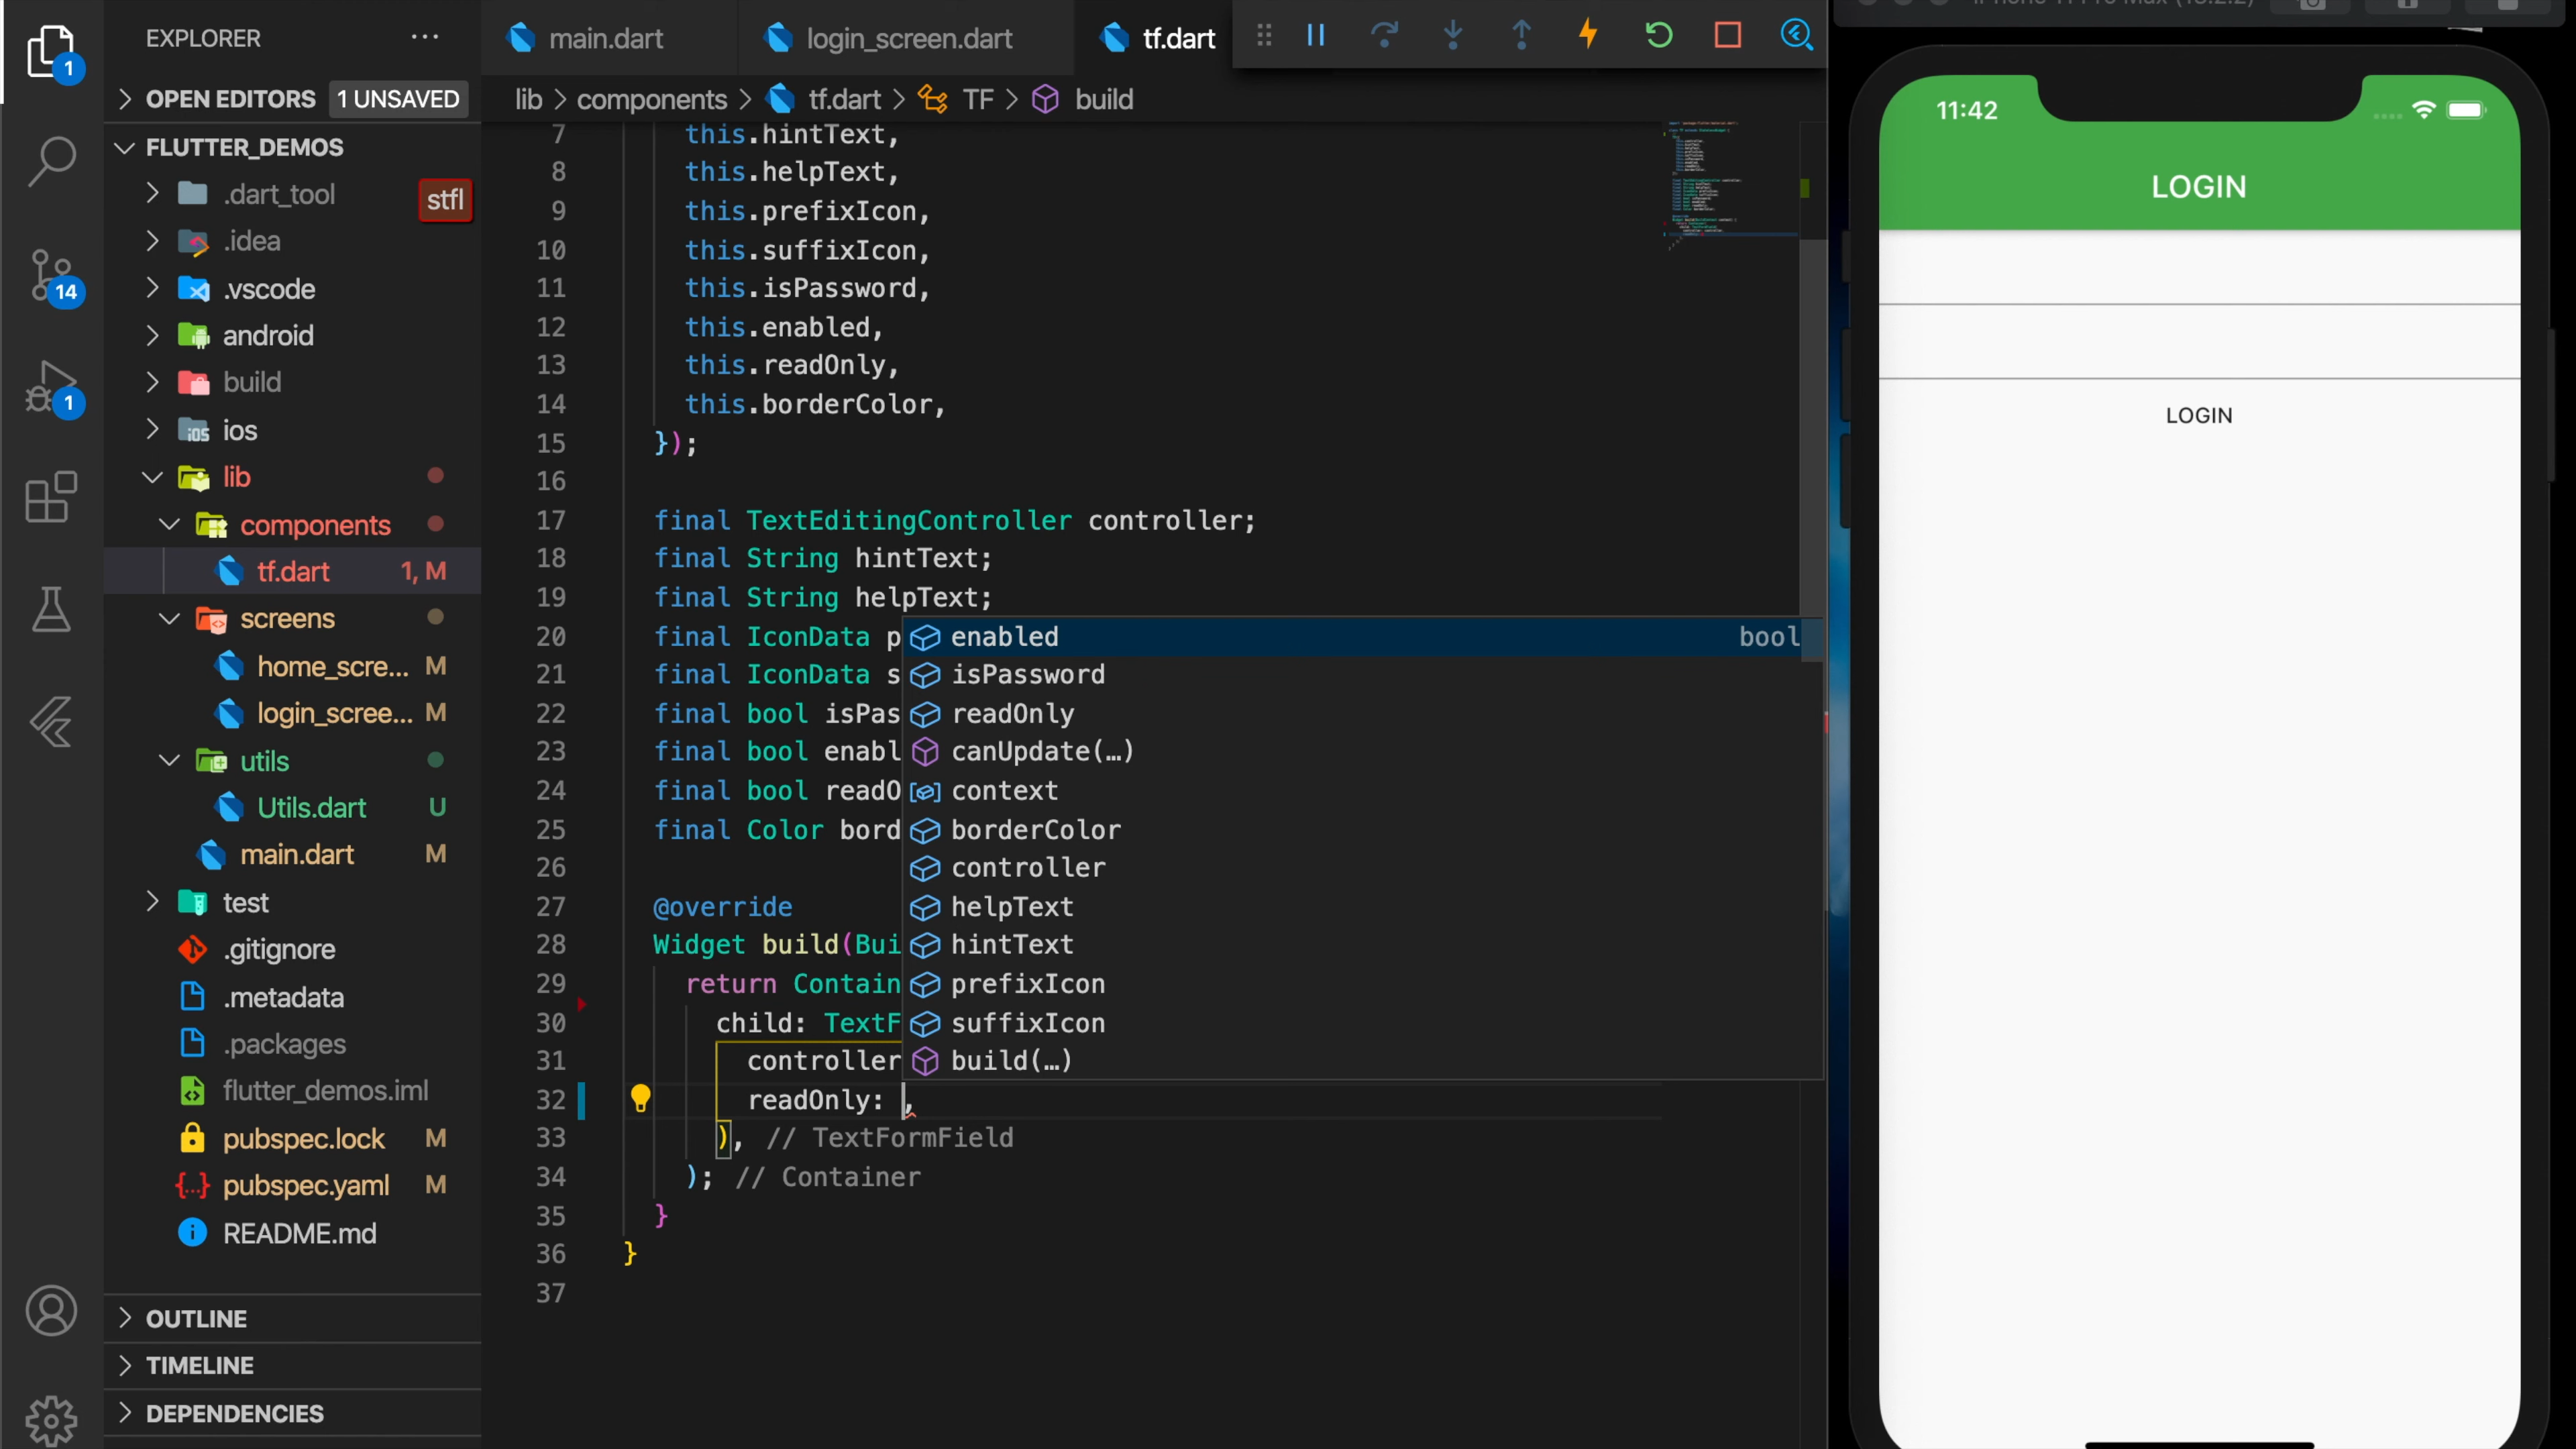 EXPLORER
1
OPEN EDITORS
1 UNSAVED
FLUTTER_DEMOS
.dart_tool
stfl
.idea
.vscode
14
android
build
1
ios
lib
components
tf.dart
1, M
screens
home_scre...
M
login_scree...
M
utils
Utils.dart
U
main.dart
M
test
.gitignore
.metadata
.packages
flutter_demos.iml
pubspec.lock
M
pubspec.yaml
M
README.md
OUTLINE
TIMELINE
DEPENDENCIES
main.dart
login_screen.dart
tf.dart
lib > components > tf.dart > TF > build
7 this.hintText,
8 this.helpText,
9 this.prefixIcon,
10 this.suffixIcon,
11 this.isPassword,
12 this.enabled,
13 this.readOnly,
14 this.borderColor,
15 });
16
17 final TextEditingController controller;
18 final String hintText;
19 final String helpText;
20 final IconData p
21 final IconData s
22 final bool isPas
23 final bool enabl
24 final bool readO
25 final Color bord
26
27 @override
28 Widget build(Bui
29 return Contain
30 child: TextF
31 controller
32 readOnly: ,
33 ), // TextFormField
34 ); // Container
35 }
36 }
37
enabled
bool
isPassword
readOnly
canUpdate(…)
context
borderColor
controller
helpText
hintText
prefixIcon
suffixIcon
build(…)
11:42
LOGIN
LOGIN